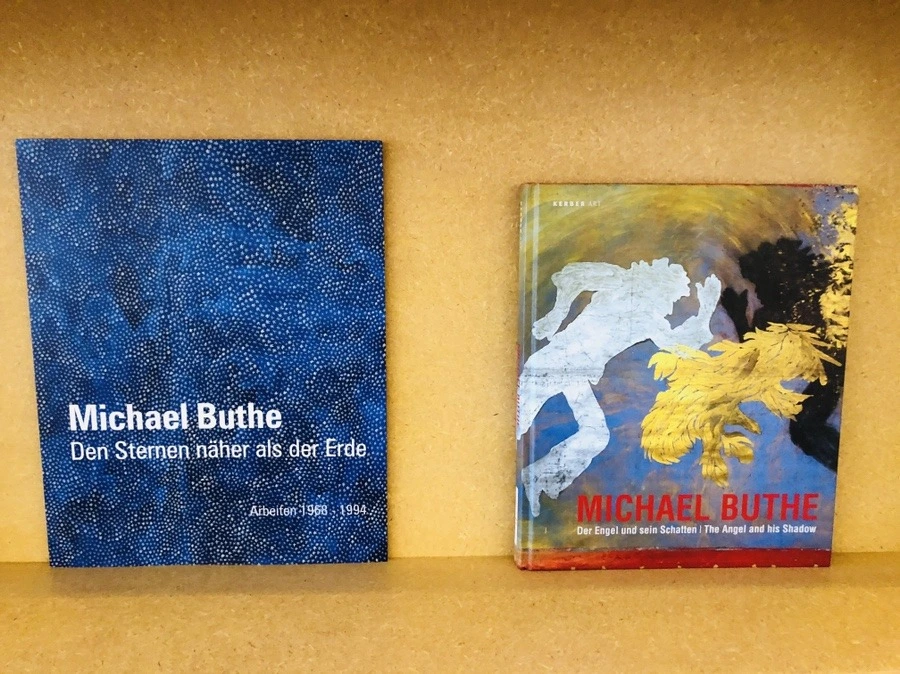 Michael Buthe
Den Sternen näher als der Erde
Arbeiten 1968 - 1994
KERBER ART
MICHAEL BUTHE
Der Engel und sein Schatten | The Angel and his Shadow